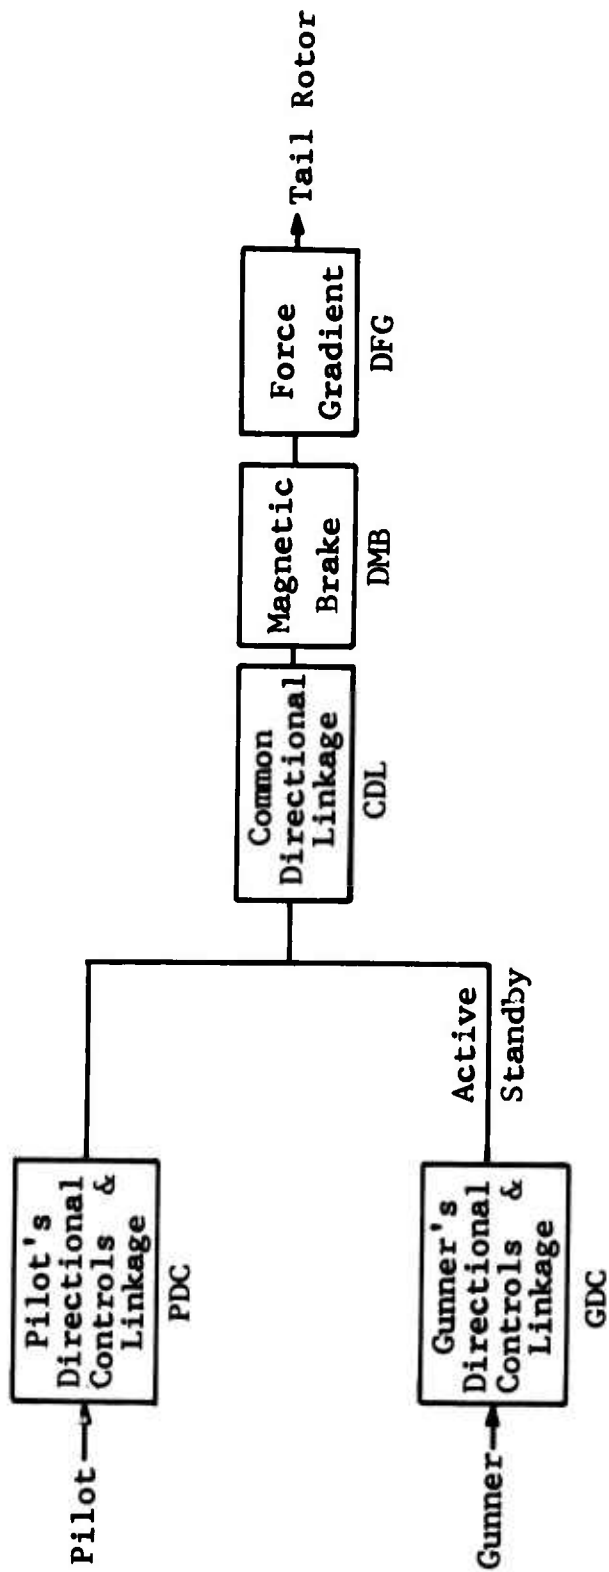 Pilot
Pilot's
Directional
Controls &
Linkage
PDC
Gunner
Gunner's
Directional
Controls &
Linkage
GDC
Active
Standby
Common
Directional
Linkage
CDL
Magnetic
Brake
DMB
Force
Gradient
DFG
Tail Rotor